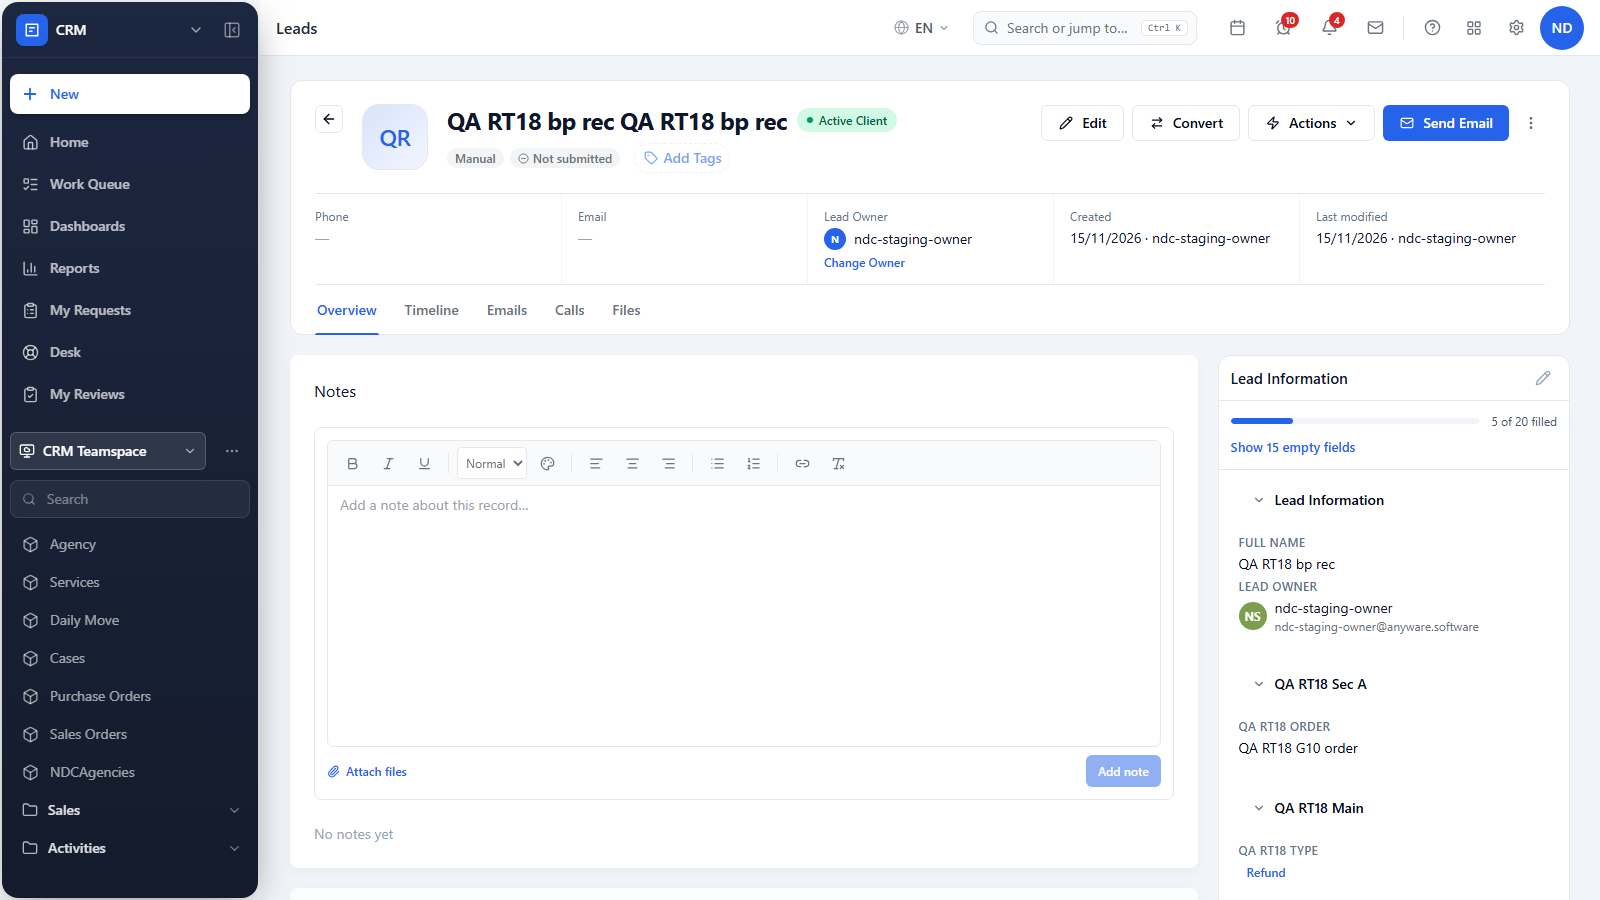 CRM
New
Home
Work Queue
Dashboards
Reports
My Requests
Desk
My Reviews
CRM Teamspace
Search
Agency
Services
Daily Move
Cases
Purchase Orders
Sales Orders
NDCAgencies
Sales
Activities
Leads
EN
Search or jump to...
Ctrl K
10
4
ND
QR
QA RT18 bp rec QA RT18 bp rec
Active Client
Manual
Not submitted
Add Tags
Edit
Convert
Actions
Send Email
Phone
—
Email
—
Lead Owner
N ndc-staging-owner
Change Owner
Created
15/11/2026 · ndc-staging-owner
Last modified
15/11/2026 · ndc-staging-owner
Overview
Timeline
Emails
Calls
Files
Notes
B I U Normal
Add a note about this record...
Attach files
Add note
No notes yet
Lead Information
5 of 20 filled
Show 15 empty fields
Lead Information
FULL NAME
QA RT18 bp rec
LEAD OWNER
NS
ndc-staging-owner
ndc-staging-owner@anyware.software
QA RT18 Sec A
QA RT18 ORDER
QA RT18 G10 order
QA RT18 Main
QA RT18 TYPE
Refund